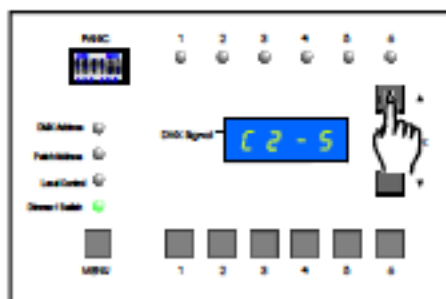 PANIC 1 2 3 4 5 6
DMX Address
DMX Signal C2-5
Patch Address
Local Control
Dimmer / Switch
MENU 1 2 3 4 5 6